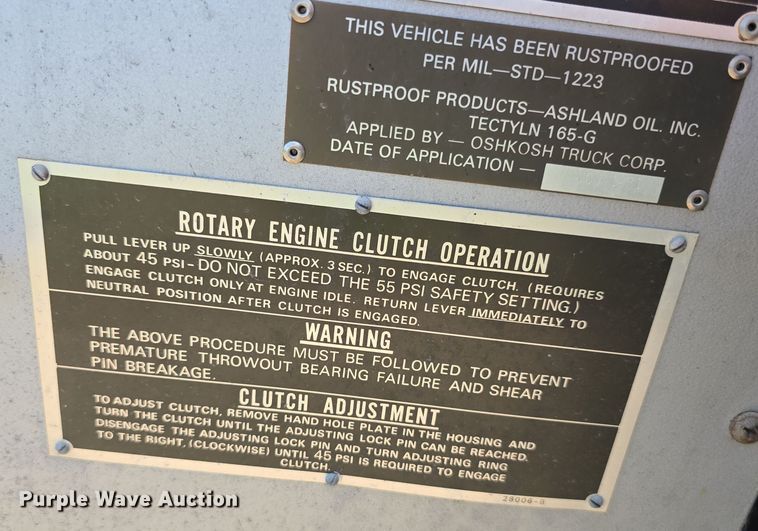 THIS VEHICLE HAS BEEN RUSTPROOFED
PER MIL—STD—1223
RUSTPROOF PRODUCTS—ASHLAND OIL. INC.
TECTYLN 165-G
APPLIED BY — OSHKOSH TRUCK CORP.
DATE OF APPLICATION —
ROTARY ENGINE CLUTCH OPERATION
PULL LEVER UP SLOWLY (APPROX. 3 SEC.) TO ENGAGE CLUTCH. (REQUIRES
ABOUT 45 PSI-DO NOT EXCEED THE 55 PSI SAFETY SETTING.)
ENGAGE CLUTCH ONLY AT ENGINE IDLE. RETURN LEVER IMMEDIATELY TO
NEUTRAL POSITION AFTER CLUTCH IS ENGAGED.
WARNING
THE ABOVE PROCEDURE MUST BE FOLLOWED TO PREVENT
PREMATURE THROWOUT BEARING FAILURE AND SHEAR
PIN BREAKAGE.
CLUTCH ADJUSTMENT
TO ADJUST CLUTCH, REMOVE HAND HOLE PLATE IN THE HOUSING AND
TURN THE CLUTCH UNTIL THE ADJUSTING LOCK PIN CAN BE REACHED.
DISENGAGE THE ADJUSTING LOCK PIN AND TURN ADJUSTING RING
TO THE RIGHT, (CLOCKWISE) UNTIL 45 PSI IS REQUIRED TO ENGAGE
CLUTCH.
29006-B
Purple Wave Auction